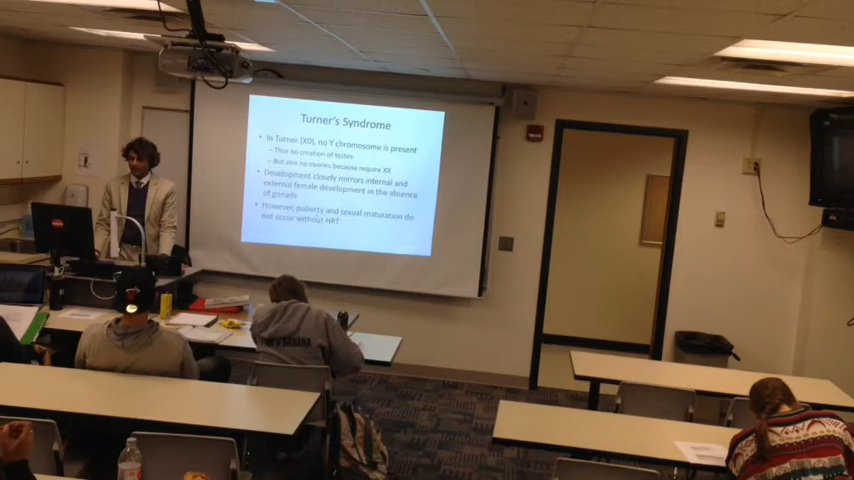 Turner's Syndrome
• In Turner (X0), no Y chromosome is present
– Thus no creation of testes
– But also no ovaries because require XX
• Development closely mirrors internal and
external female development in the absence
of gonads
• However, puberty and sexual maturation do
not occur without HRT